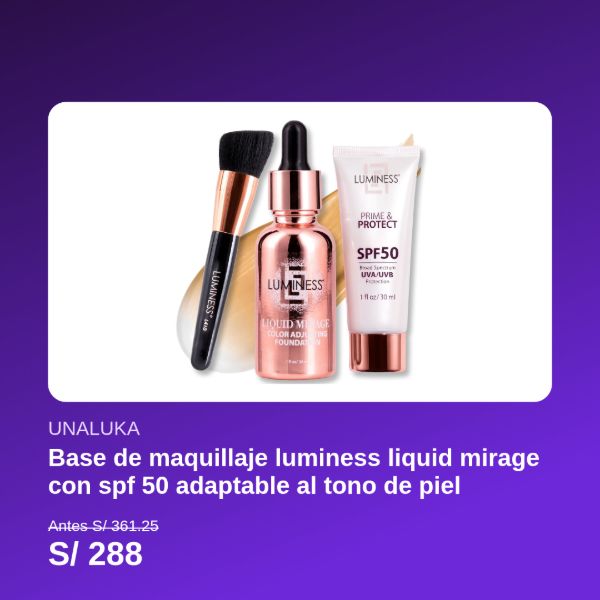 LUMINESS
LUMINESS
LIQUID MIRAGE
COLOR ADJUSTING
FOUNDATION
LUMINESS
PRIME &
PROTECT
SPF50
Broad Spectrum
UVA/UVB
Protection
1 fl oz/30 ml
UNALUKA
Base de maquillaje luminess liquid mirage
con spf 50 adaptable al tono de piel
Antes S/ 361.25
S/ 288